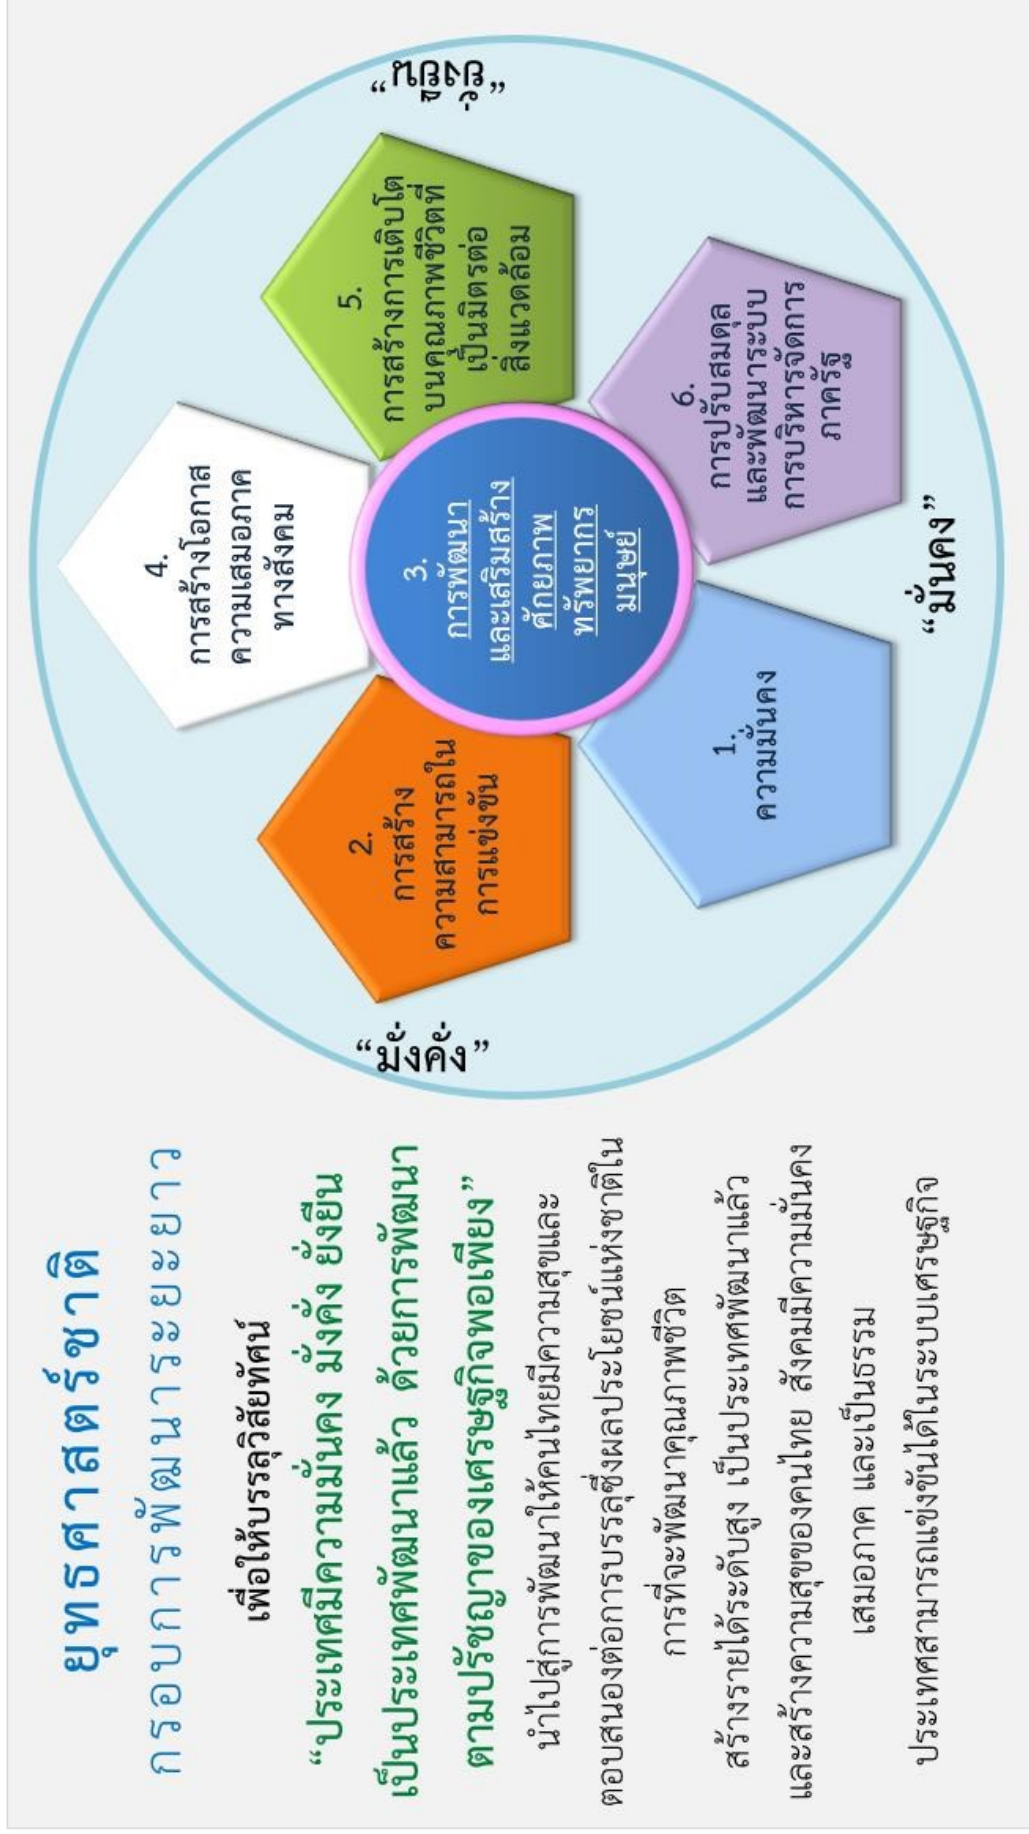 ยุทธศาสตร์ชาติ
กรอบการพัฒนาระยะยาว
เพื่อให้บรรลุวิสัยทัศน์
“ประเทศมีความมั่นคง มั่งคั่ง ยั่งยืน
เป็นประเทศพัฒนาแล้ว ด้วยการพัฒนา
ตามปรัชญาของเศรษฐกิจพอเพียง”
นำไปสู่การพัฒนาให้คนไทยมีความสุขและ
ตอบสนองต่อการบรรลุซึ่งผลประโยชน์แห่งชาติใน
การที่จะพัฒนาคุณภาพชีวิต
สร้างรายได้ระดับสูง เป็นประเทศพัฒนาแล้ว
และสร้างความสุขของคนไทย สังคมมีความมั่นคง
เสมอภาค และเป็นธรรม
ประเทศสามารถแข่งขันได้ในระบบเศรษฐกิจ
“มั่งคั่ง”
4.
การสร้างโอกาส
ความเสมอภาค
ทางสังคม
“ยั่งยืน”
2.
การสร้าง
ความสามารถใน
การแข่งขัน
5.
การสร้างการเติบโต
บนคุณภาพชีวิตที่
เป็นมิตรต่อ
สิ่งแวดล้อม
3.
การพัฒนา
และเสริมสร้าง
ศักยภาพ
ทรัพยากร
มนุษย์
1.
ความมั่นคง
6.
การปรับสมดุล
และพัฒนาระบบ
การบริหารจัดการ
ภาครัฐ
“มั่นคง”